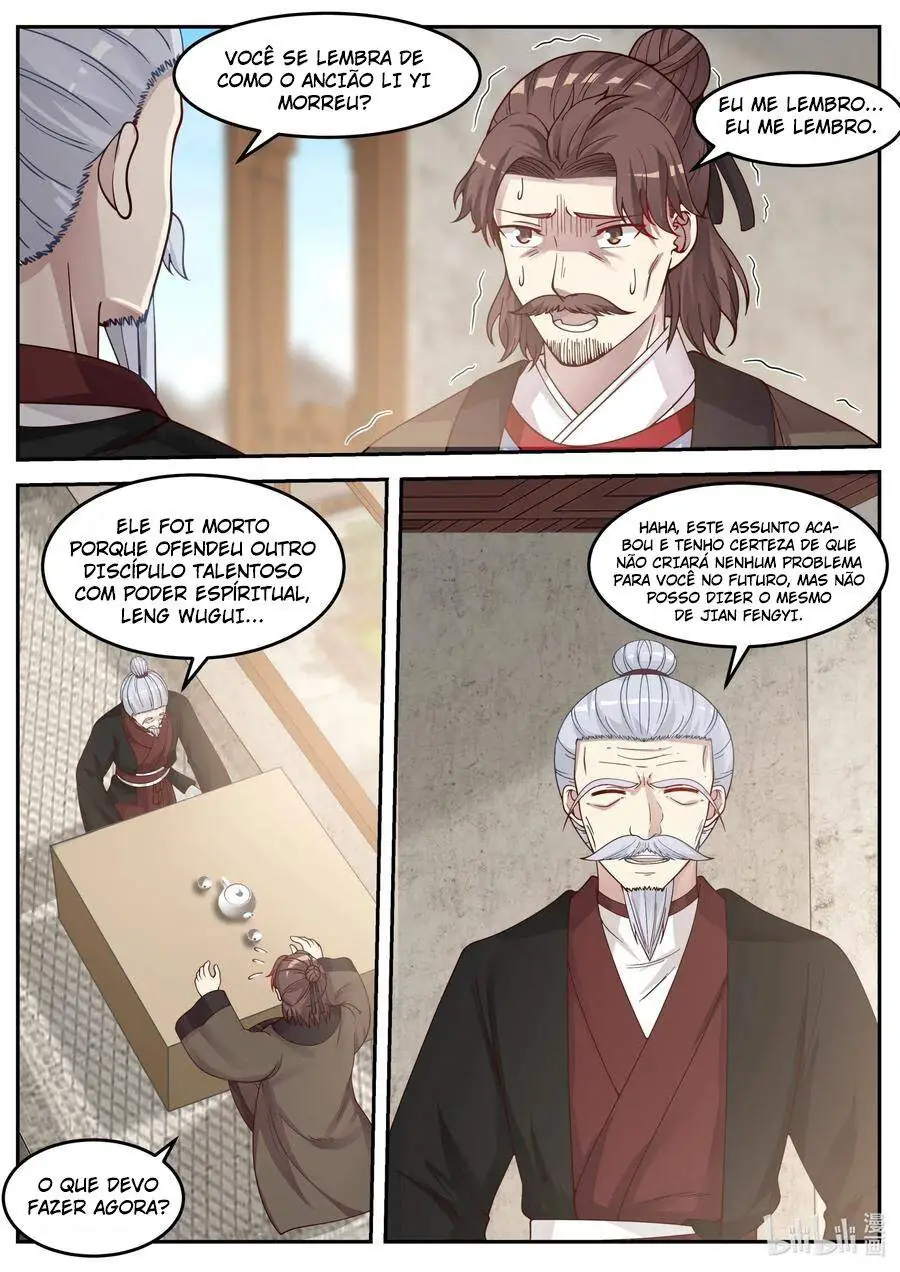 VOCÊ SE LEMBRA DE
COMO O ANCIÃO LI YI
MORREU?
EU ME LEMBRO...
EU ME LEMBRO.
ELE FOI MORTO
PORQUE OFENDEU OUTRO
DISCÍPULO TALENTOSO
COM PODER ESPÍRITUAL,
LENG WUGUI...
HAHA, ESTE ASSUNTO ACA-
BOU E TENHO CERTEZA DE QUE
NÃO CRIARÁ NENHUM PROBLEMA
PARA VOCÊ NO FUTURO, MAS NÃO
POSSO DIZER O MESMO
DE JIAN FENGYI.
O QUE DEVO
FAZER AGORA?
bilibili 漫画